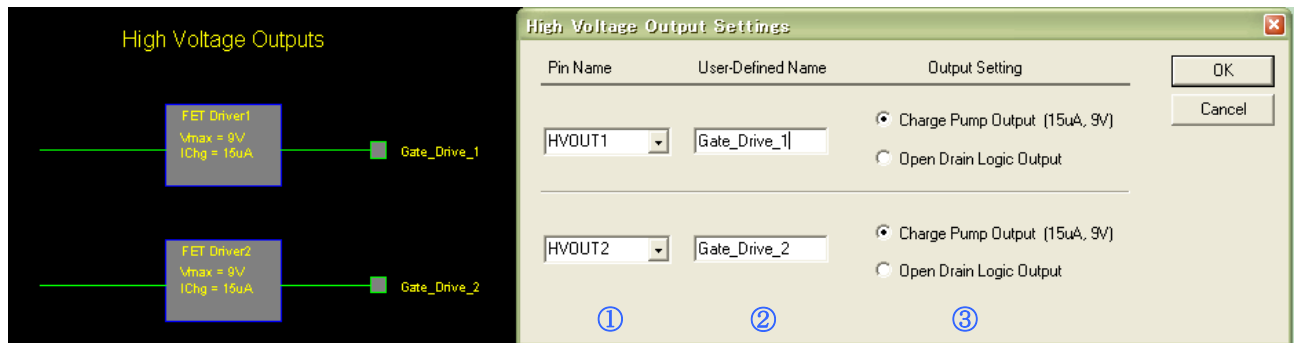 High Voltage Outputs
FET Driver1
Vmax = 9V
IChg = 15uA
Gate_Drive_1
FET Driver2
Vmax = 9V
IChg = 15uA
Gate_Drive_2
High Voltage Output Settings
Pin Name User-Defined Name Output Setting
OK
Cancel
HVOUT1 Gate_Drive_1 Charge Pump Output (15uA, 9V)
Open Drain Logic Output
HVOUT2 Gate_Drive_2 Charge Pump Output (15uA, 9V)
Open Drain Logic Output
① ② ③